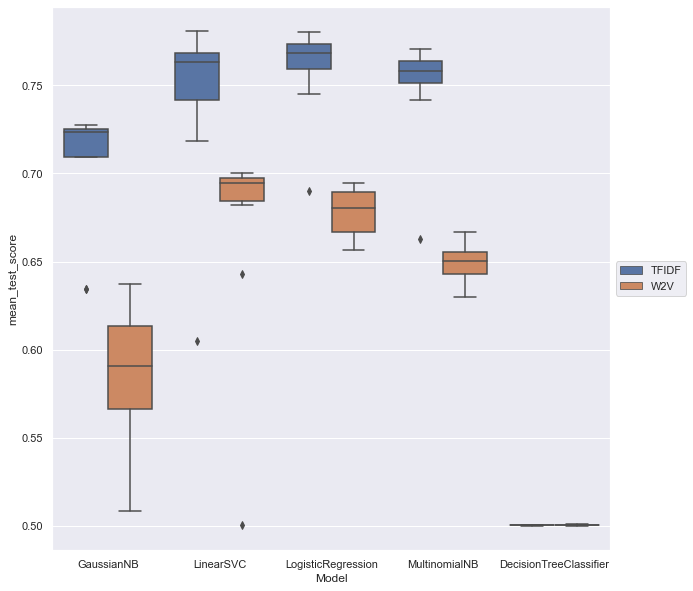 mean_test_score
0.75
0.70
0.65
0.60
0.55
0.50
GaussianNB
LinearSVC
LogisticRegression
MultinomialNB
DecisionTreeClassifier
Model
TFIDF
W2V